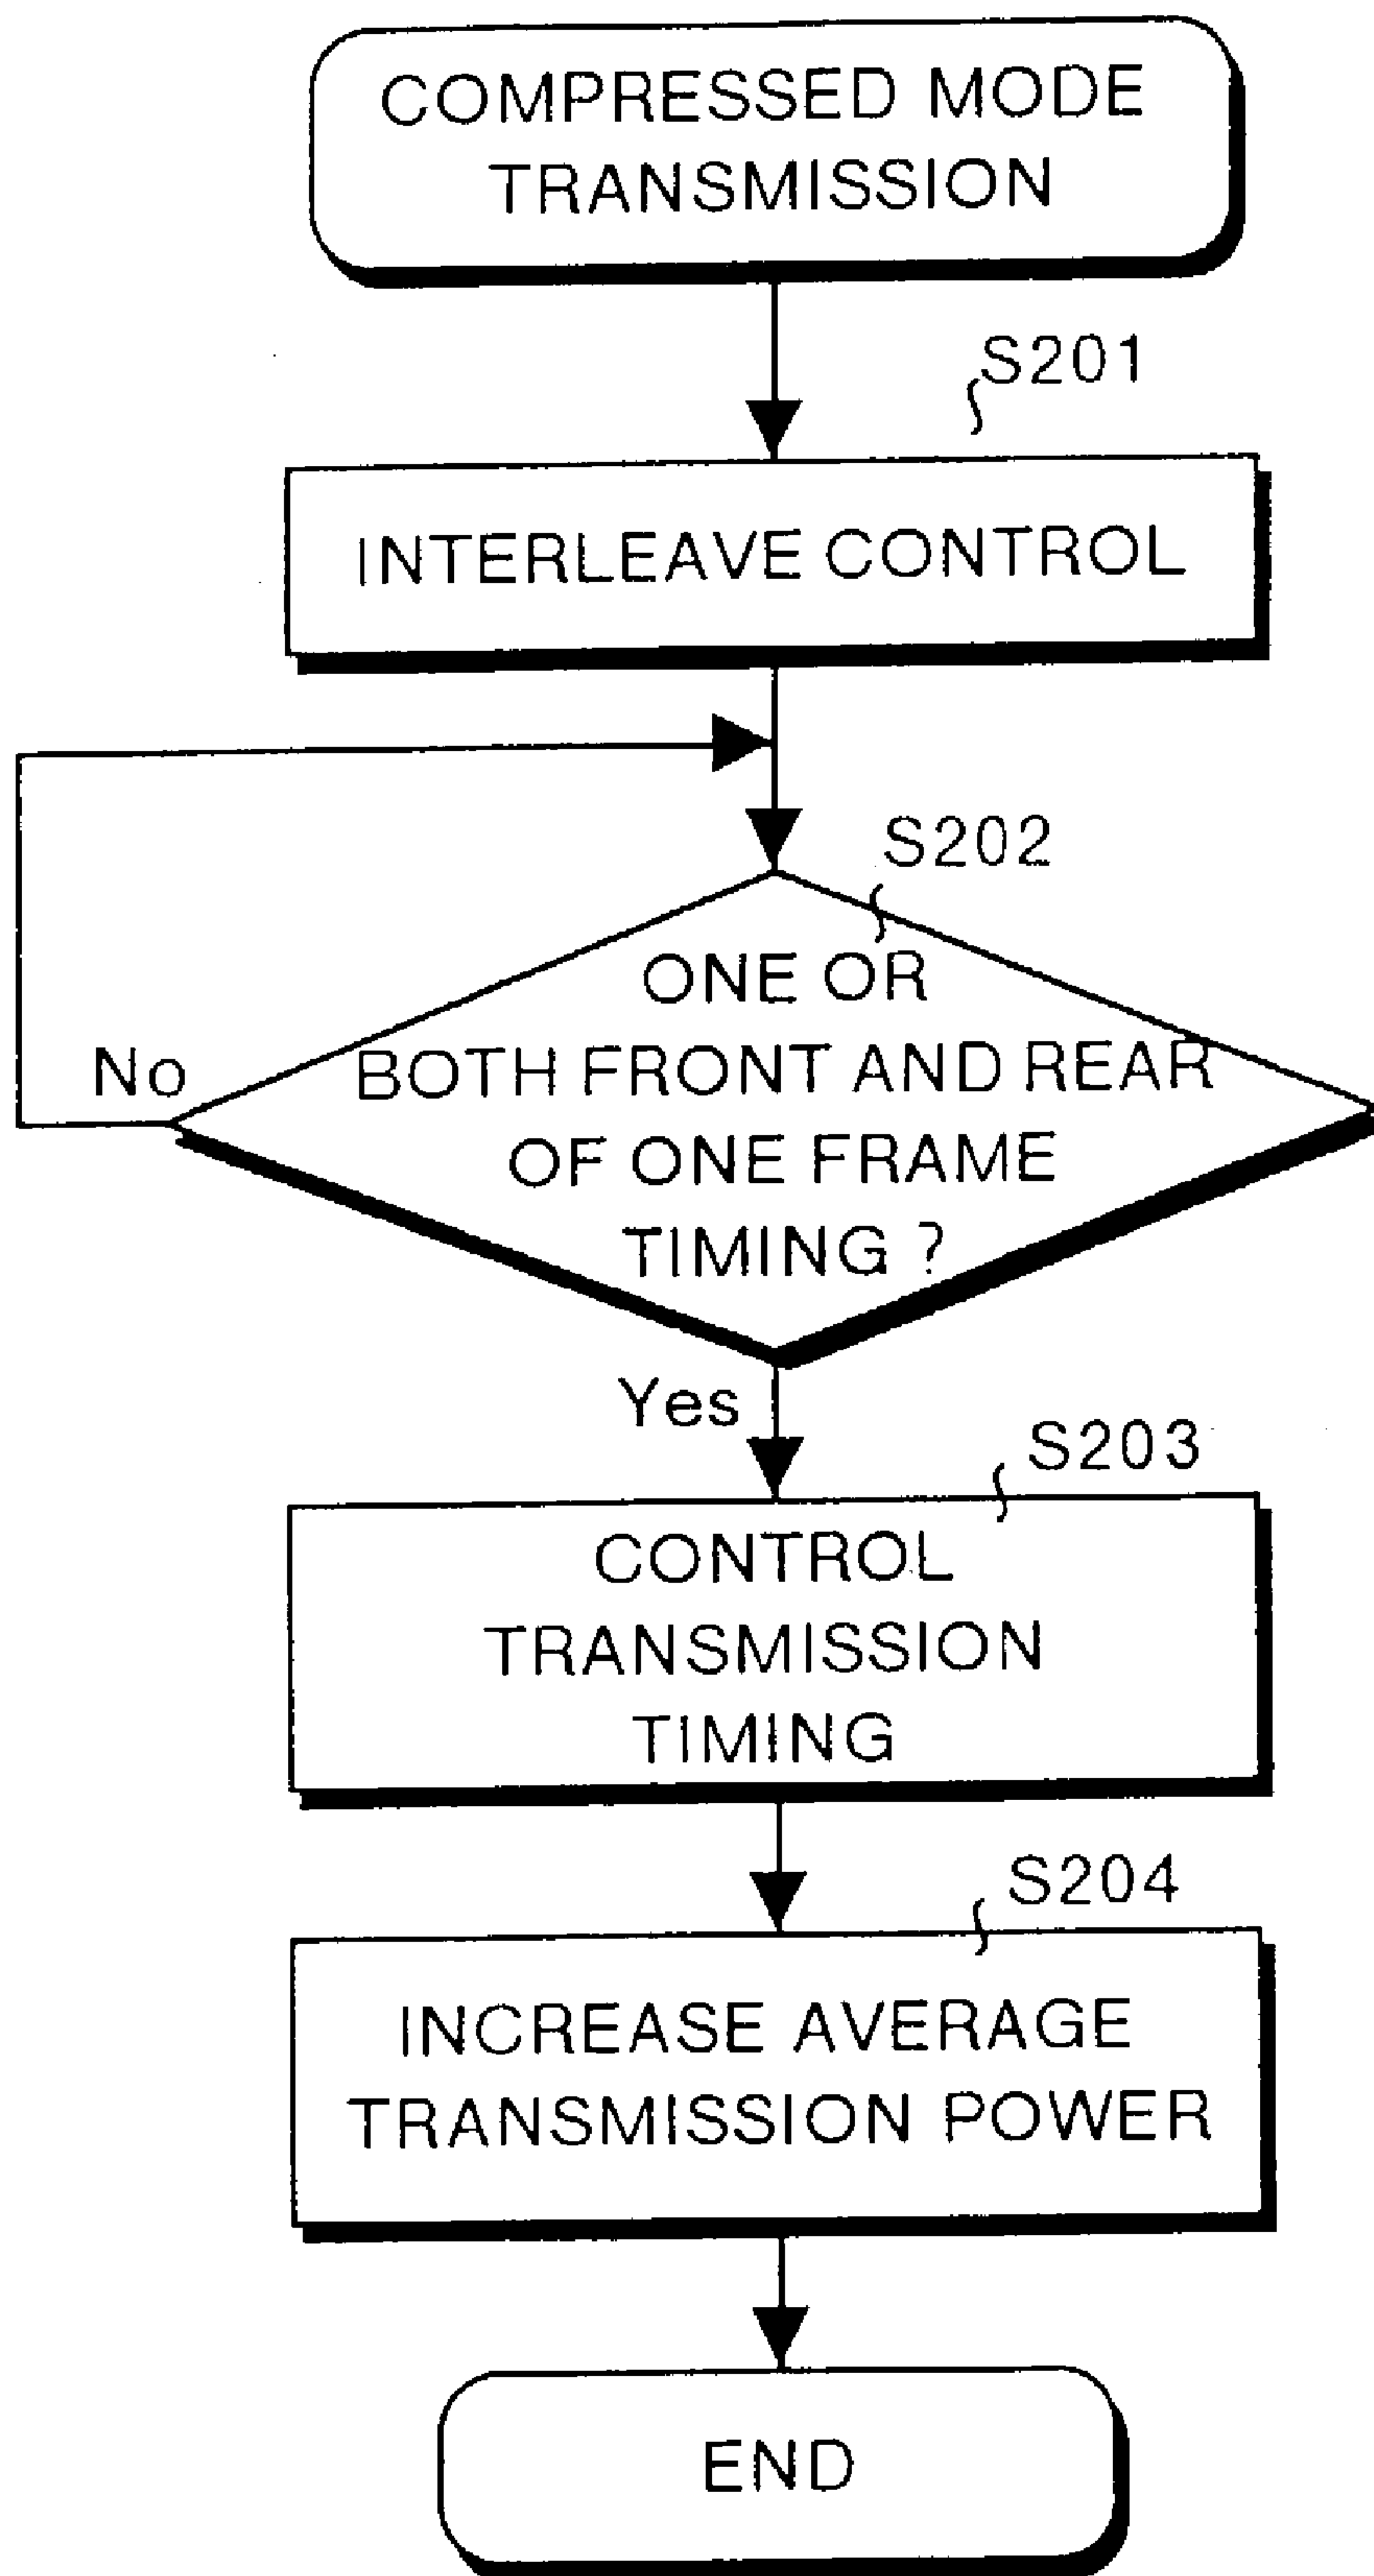 COMPRESSED MODE
TRANSMISSION
S201
INTERLEAVE CONTROL
S202
ONE OR
No
BOTH FRONT AND REAR
OF ONE FRAME
TIMING ?
Yes
S203
CONTROL
TRANSMISSION
TIMING
S204
INCREASE AVERAGE
TRANSMISSION POWER
END